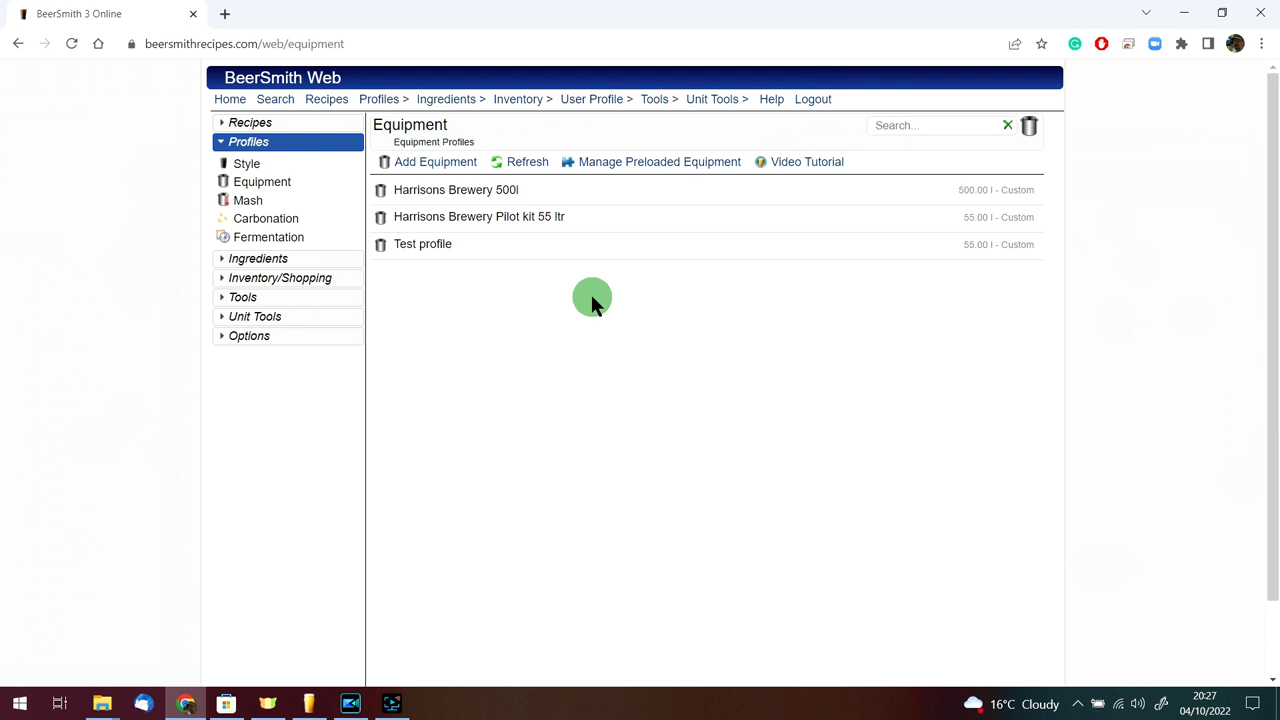 BeerSmith 3 Online
beersmithrecipes.com/web/equipment
BeerSmith Web
Home Search Recipes Profiles > Ingredients > Inventory > User Profile > Tools > Unit Tools > Help Logout
Recipes
Profiles
Style
Equipment
Mash
Carbonation
Fermentation
Ingredients
Inventory/Shopping
Tools
Unit Tools
Options
Equipment
Search...
Equipment Profiles
Add Equipment Refresh Manage Preloaded Equipment Video Tutorial
Harrisons Brewery 500l 500.00 l - Custom
Harrisons Brewery Pilot kit 55 ltr 55.00 l - Custom
Test profile 55.00 l - Custom
16°C Cloudy
20:27
04/10/2022